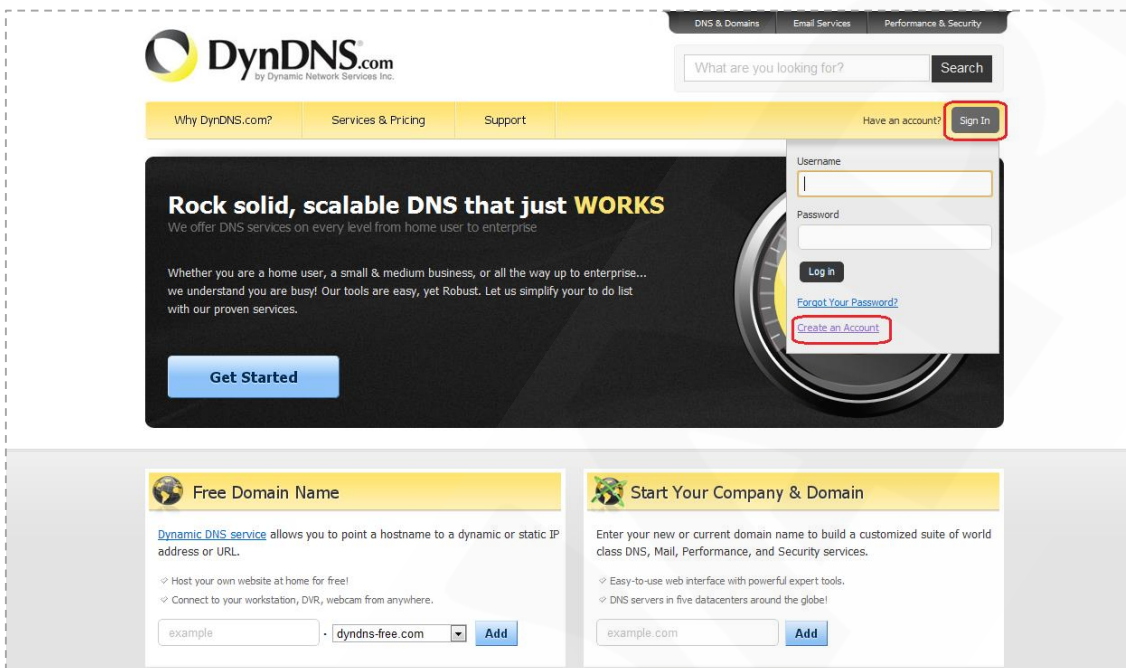 DNS & Domains Email Services Performance & Security
DynDNS.com
by Dynamic Network Services Inc.
What are you looking for? Search
Why DynDNS.com? Services & Pricing Support Have an account? Sign In
Username
Password
Log in
Forgot Your Password?
Create an Account
Rock solid, scalable DNS that just WORKS
We offer DNS services on every level from home user to enterprise
Whether you are a home user, a small & medium business, or all the way up to enterprise...
we understand you are busy! Our tools are easy, yet Robust. Let us simplify your to do list
with our proven services.
Get Started
Free Domain Name
Dynamic DNS service allows you to point a hostname to a dynamic or static IP
address or URL.
Host your own website at home for free!
Connect to your workstation, DVR, webcam from anywhere.
example . dyndns-free.com Add
Start Your Company & Domain
Enter your new or current domain name to build a customized suite of world
class DNS, Mail, Performance, and Security services.
Easy-to-use web interface with powerful expert tools.
DNS servers in five datacenters around the globe!
example.com Add